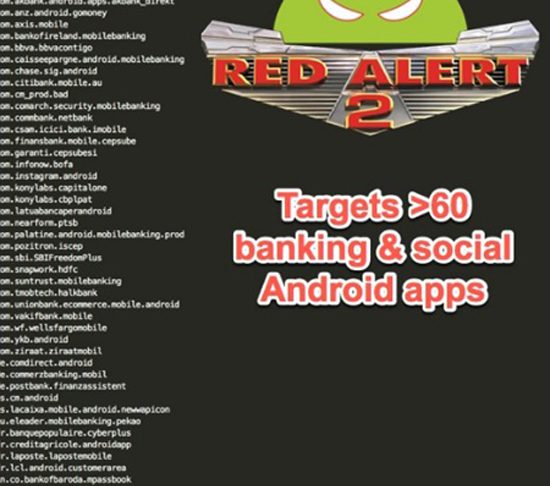 om.akbank.android.apps.akbank_direkt
om.anz.android.gomoney
om.axis.mobile
om.bankofireland.mobilebanking
om.bbva.bbvacontigo
om.caisseepargne.android.mobilebanking
om.chase.sig.android
om.citibank.mobile.au
om.cm_prod.bad
om.comarch.security.mobilebanking
om.commbank.netbank
om.csam.icici.bank.imobile
om.finansbank.mobile.cepsube
om.garanti.cepsubesi
om.infonow.bofa
om.instagram.android
om.konylabs.capitalone
om.konylabs.cbplpat
om.latuabancaperandroid
om.nearform.ptsb
om.palatine.android.mobilebanking.prod
om.pozitron.iscep
om.sbi.SBIFreedomPlus
om.snapwork.hdfc
om.suntrust.mobilebanking
om.tmobtech.halkbank
om.unionbank.ecommerce.mobile.android
om.vakifbank.mobile
om.wf.wellsfargomobile
om.ykb.android
om.ziraat.ziraatmobil
e.comdirect.android
e.commerzbanking.mobil
e.postbank.finanzassistent
s.cm.android
s.lacaixa.mobile.android.newwapicon
u.eleader.mobilebanking.pekao
r.banquepopulaire.cyberplus
r.creditagricole.androidapp
r.laposte.lapostemobile
r.lcl.android.customerarea
n.co.bankofbaroda.mpassbook
RED ALERT
2
Targets >60
banking & social
Android apps